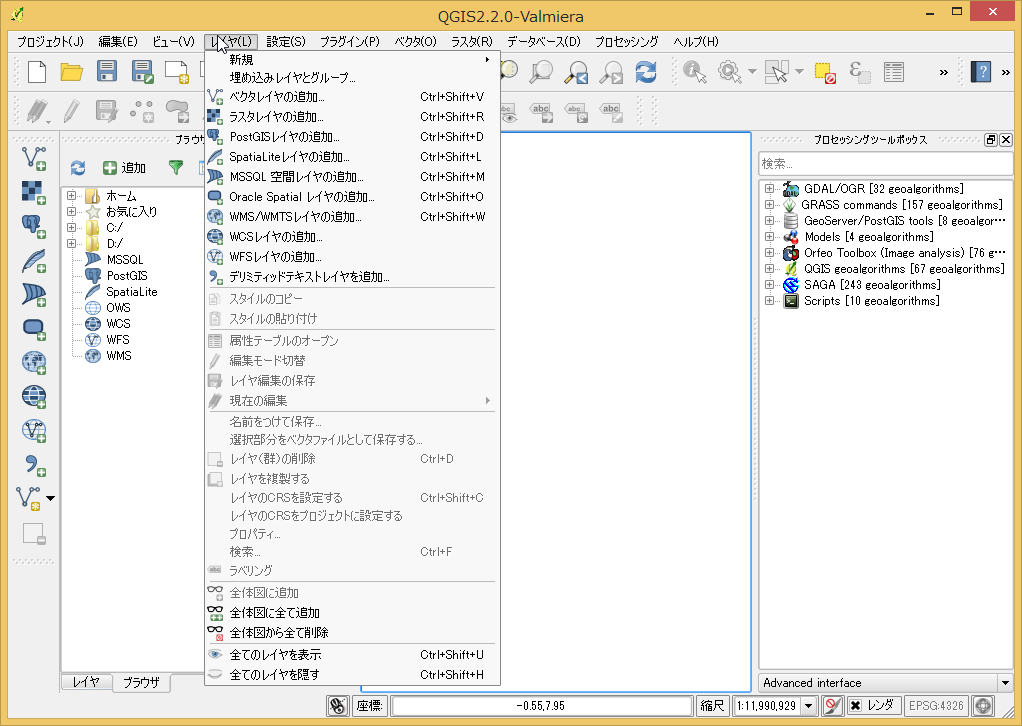 QGIS2.2.0-Valmiera
プロジェクト(J) 編集(E) ビュー(V) レイヤ(L) 設定(S) プラグイン(P) ベクタ(O) ラスタ(R) データベース(D) プロセッシング ヘルプ(H)
新規
埋め込みレイヤとグループ...
ベクタレイヤの追加... Ctrl+Shift+V
ラスタレイヤの追加... Ctrl+Shift+R
PostGISレイヤの追加... Ctrl+Shift+D
SpatiaLiteレイヤの追加... Ctrl+Shift+L
MSSQL 空間レイヤの追加... Ctrl+Shift+M
Oracle Spatial レイヤの追加... Ctrl+Shift+O
WMS/WMTSレイヤの追加... Ctrl+Shift+W
WCSレイヤの追加...
WFSレイヤの追加...
デリミティッドテキストレイヤを追加...
スタイルのコピー
スタイルの貼り付け
属性テーブルのオープン
編集モード切替
レイヤ編集の保存
現在の編集
名前をつけて保存...
選択部分をベクタファイルとして保存する...
レイヤ(群)の削除 Ctrl+D
レイヤを複製する
レイヤのCRSを設定する Ctrl+Shift+C
レイヤのCRSをプロジェクトに設定する
プロパティ...
検索... Ctrl+F
ラベリング
全体図に追加
全体図に全て追加
全体図から全て削除
全てのレイヤを表示 Ctrl+Shift+U
全てのレイヤを隠す Ctrl+Shift+H
ブラウ
追加
ホーム
お気に入り
C:/
D:/
MSSQL
PostGIS
SpatiaLite
OWS
WCS
WFS
WMS
レイヤ ブラウザ
abc abc abc abc
プロセッシングツールボックス
検索...
GDAL/OGR [32 geoalgorithms]
GRASS commands [157 geoalgorithms]
GeoServer/PostGIS tools [8 geoalgor...
Models [4 geoalgorithms]
Orfeo Toolbox (Image analysis) [76 g...
QGIS geoalgorithms [67 geoalgorithms]
SAGA [243 geoalgorithms]
Scripts [10 geoalgorithms]
Advanced interface
座標: -0.55,7.95 縮尺 1:11,990,929 レンダ EPSG:4326